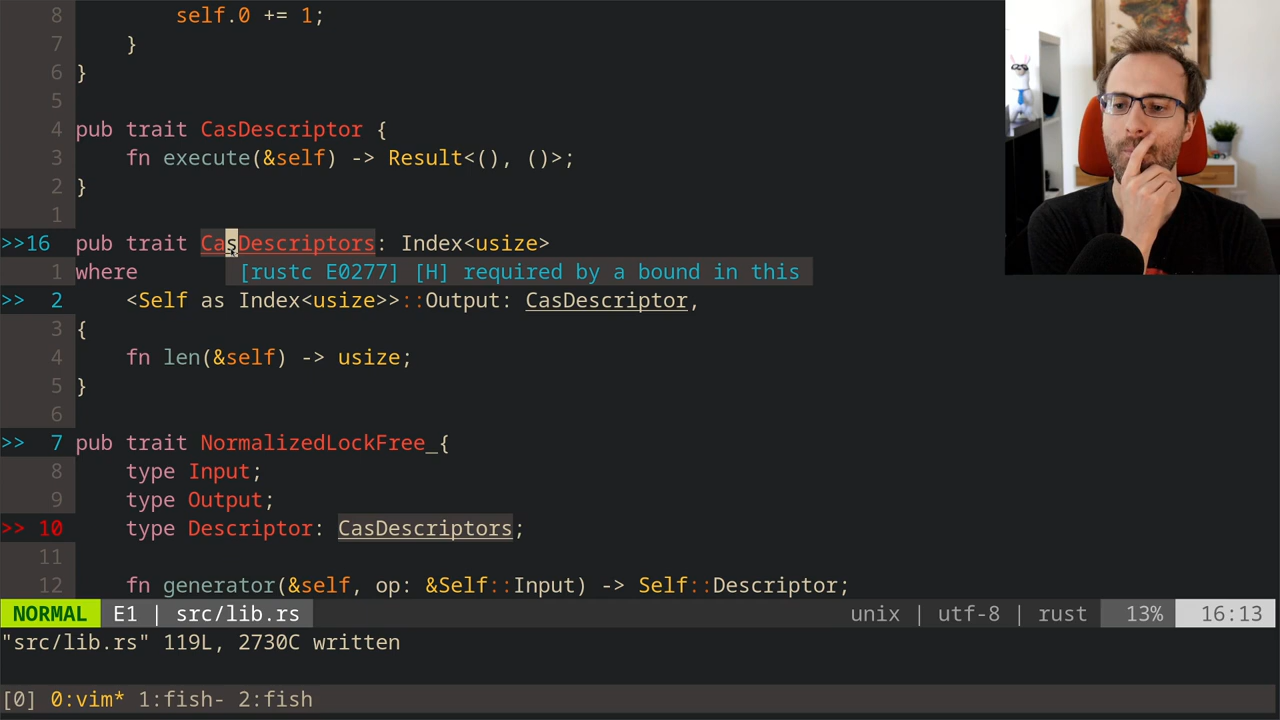 8 self.0 += 1;
7 }
6 }
5
4 pub trait CasDescriptor {
3 fn execute(&self) -> Result<(), ()>;
2 }
1
>>16 pub trait CasDescriptors: Index<usize>
1 where [rustc E0277] [H] required by a bound in this
>> 2 <Self as Index<usize>>::Output: CasDescriptor,
3 {
4 fn len(&self) -> usize;
5 }
6
>> 7 pub trait NormalizedLockFree_{
8 type Input;
9 type Output;
>> 10 type Descriptor: CasDescriptors;
11
12 fn generator(&self, op: &Self::Input) -> Self::Descriptor;
NORMAL E1 | src/lib.rs unix | utf-8 | rust 13% 16:13
"src/lib.rs" 119L, 2730C written
[0] 0:vim* 1:fish- 2:fish